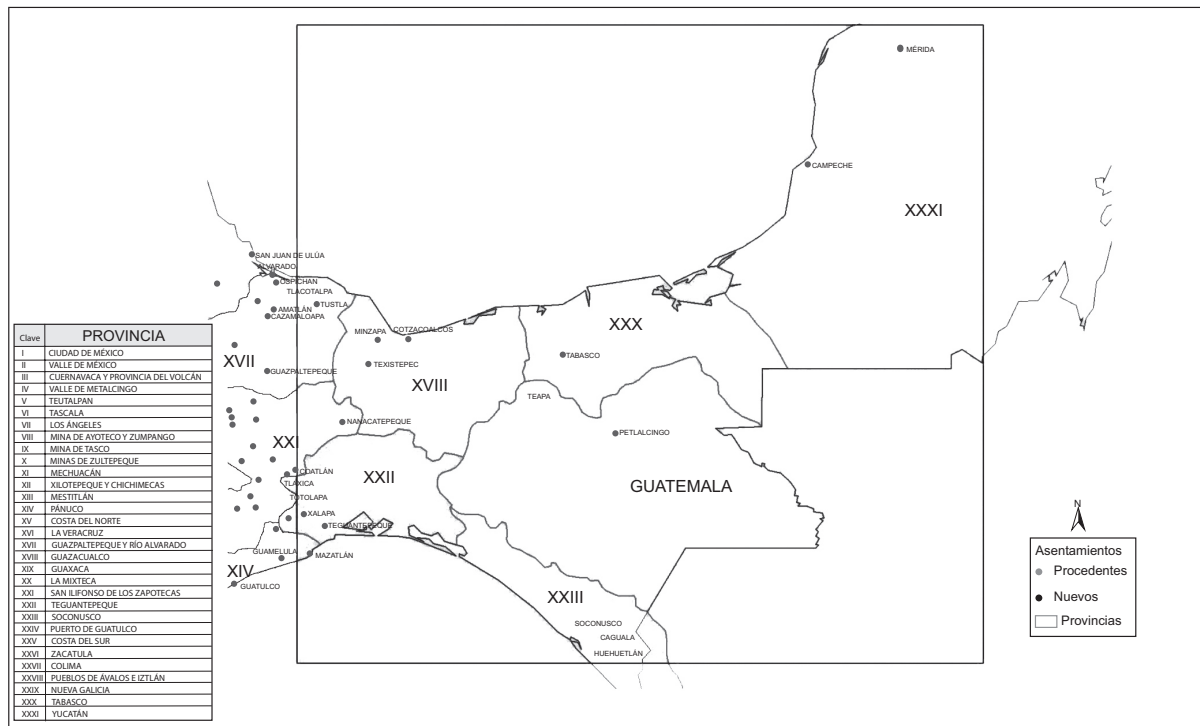 MÉRIDA
CAMPECHE
XXXI
SAN JUAN DE ULÚA
ALVARADO
OSPICHAN
TLACOTALPA
TUSTLA
AMATLÁN
CAZAMALOAPA
MINZAPA
COTZACOALCOS
XXX
TABASCO
XVII
GUAZPALTEPEQUE
TEXISTEPEC
XVIII
TEAPA
NANACATEPEQUE
PETLALCINGO
XXI
COATLÁN
TLAXICA
XXII
GUATEMALA
TOTOLAPA
XALAPA
TEGUANTEPEQUE
GUAMELULA
MAZATLÁN
XIV
GUATULCO
XXIII
SOCONUSCO
CAGUALA
HUEHUETLÁN
Clave PROVINCIA
I CIUDAD DE MÉXICO
II VALLE DE MÉXICO
III CUERNAVACA Y PROVINCIA DEL VOLCÁN
IV VALLE DE METALCINGO
V TEUTALPAN
VI TASCALA
VII LOS ÁNGELES
VIII MINA DE AYOTECO Y ZUMPANGO
IX MINA DE TASCO
X MINAS DE ZULTEPEQUE
XI MECHUACÁN
XII XILOTEPEQUE Y CHICHIMECAS
XIII MESTITLÁN
XIV PÁNUCO
XV COSTA DEL NORTE
XVI LA VERACRUZ
XVII GUAZPALTEPEQUE Y RÍO ALVARADO
XVIII GUAZACUALCO
XIX GUAXACA
XX LA MIXTECA
XXI SAN ILIFONSO DE LOS ZAPOTECAS
XXII TEGUANTEPEQUE
XXIII SOCONUSCO
XXIV PUERTO DE GUATULCO
XXV COSTA DEL SUR
XXVI ZACATULA
XXVII COLIMA
XXVIII PUEBLOS DE ÁVALOS E IZTLÁN
XXIX NUEVA GALICIA
XXX TABASCO
XXXI YUCATÁN
N
Asentamientos
Procedentes
Nuevos
Provincias